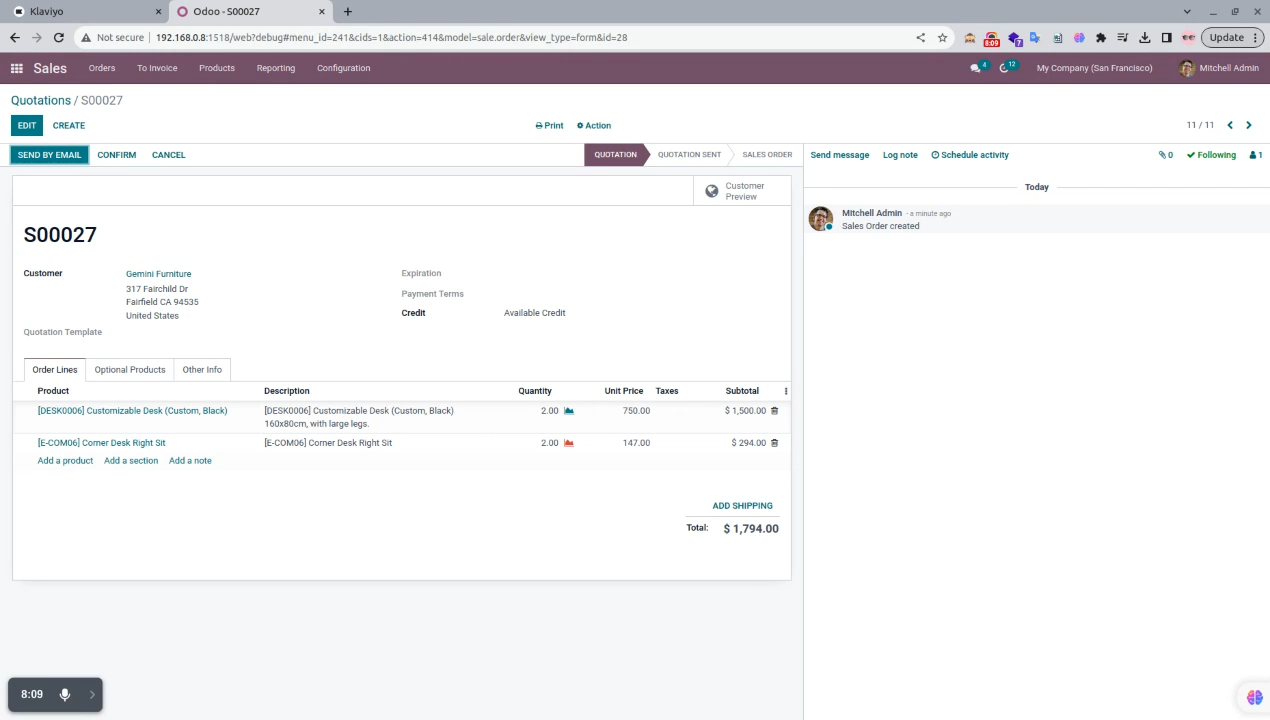 Klaviyo
Odoo - S00027
Not secure 192.168.0.8:1518/web?debug#menu_id=241&cids=1&action=414&model=sale.order&view_type=form&id=28
8:09
7
Update
Sales Orders To Invoice Products Reporting Configuration
4 12 My Company (San Francisco) Mitchell Admin
Quotations / S00027
EDIT CREATE Print Action 11 / 11
SEND BY EMAIL CONFIRM CANCEL QUOTATION QUOTATION SENT SALES ORDER
Send message Log note Schedule activity 0 Following 1
Customer
Preview
Today
Mitchell Admin - a minute ago
Sales Order created
S00027
Customer Gemini Furniture
317 Fairchild Dr
Fairfield CA 94535
United States
Quotation Template
Expiration
Payment Terms
Credit Available Credit
Order Lines Optional Products Other Info
Product Description Quantity Unit Price Taxes Subtotal
[DESK0006] Customizable Desk (Custom, Black) [DESK0006] Customizable Desk (Custom, Black) 2.00 750.00 $ 1,500.00
160x80cm, with large legs.
[E-COM06] Corner Desk Right Sit [E-COM06] Corner Desk Right Sit 2.00 147.00 $ 294.00
Add a product Add a section Add a note
ADD SHIPPING
Total: $ 1,794.00
8:09